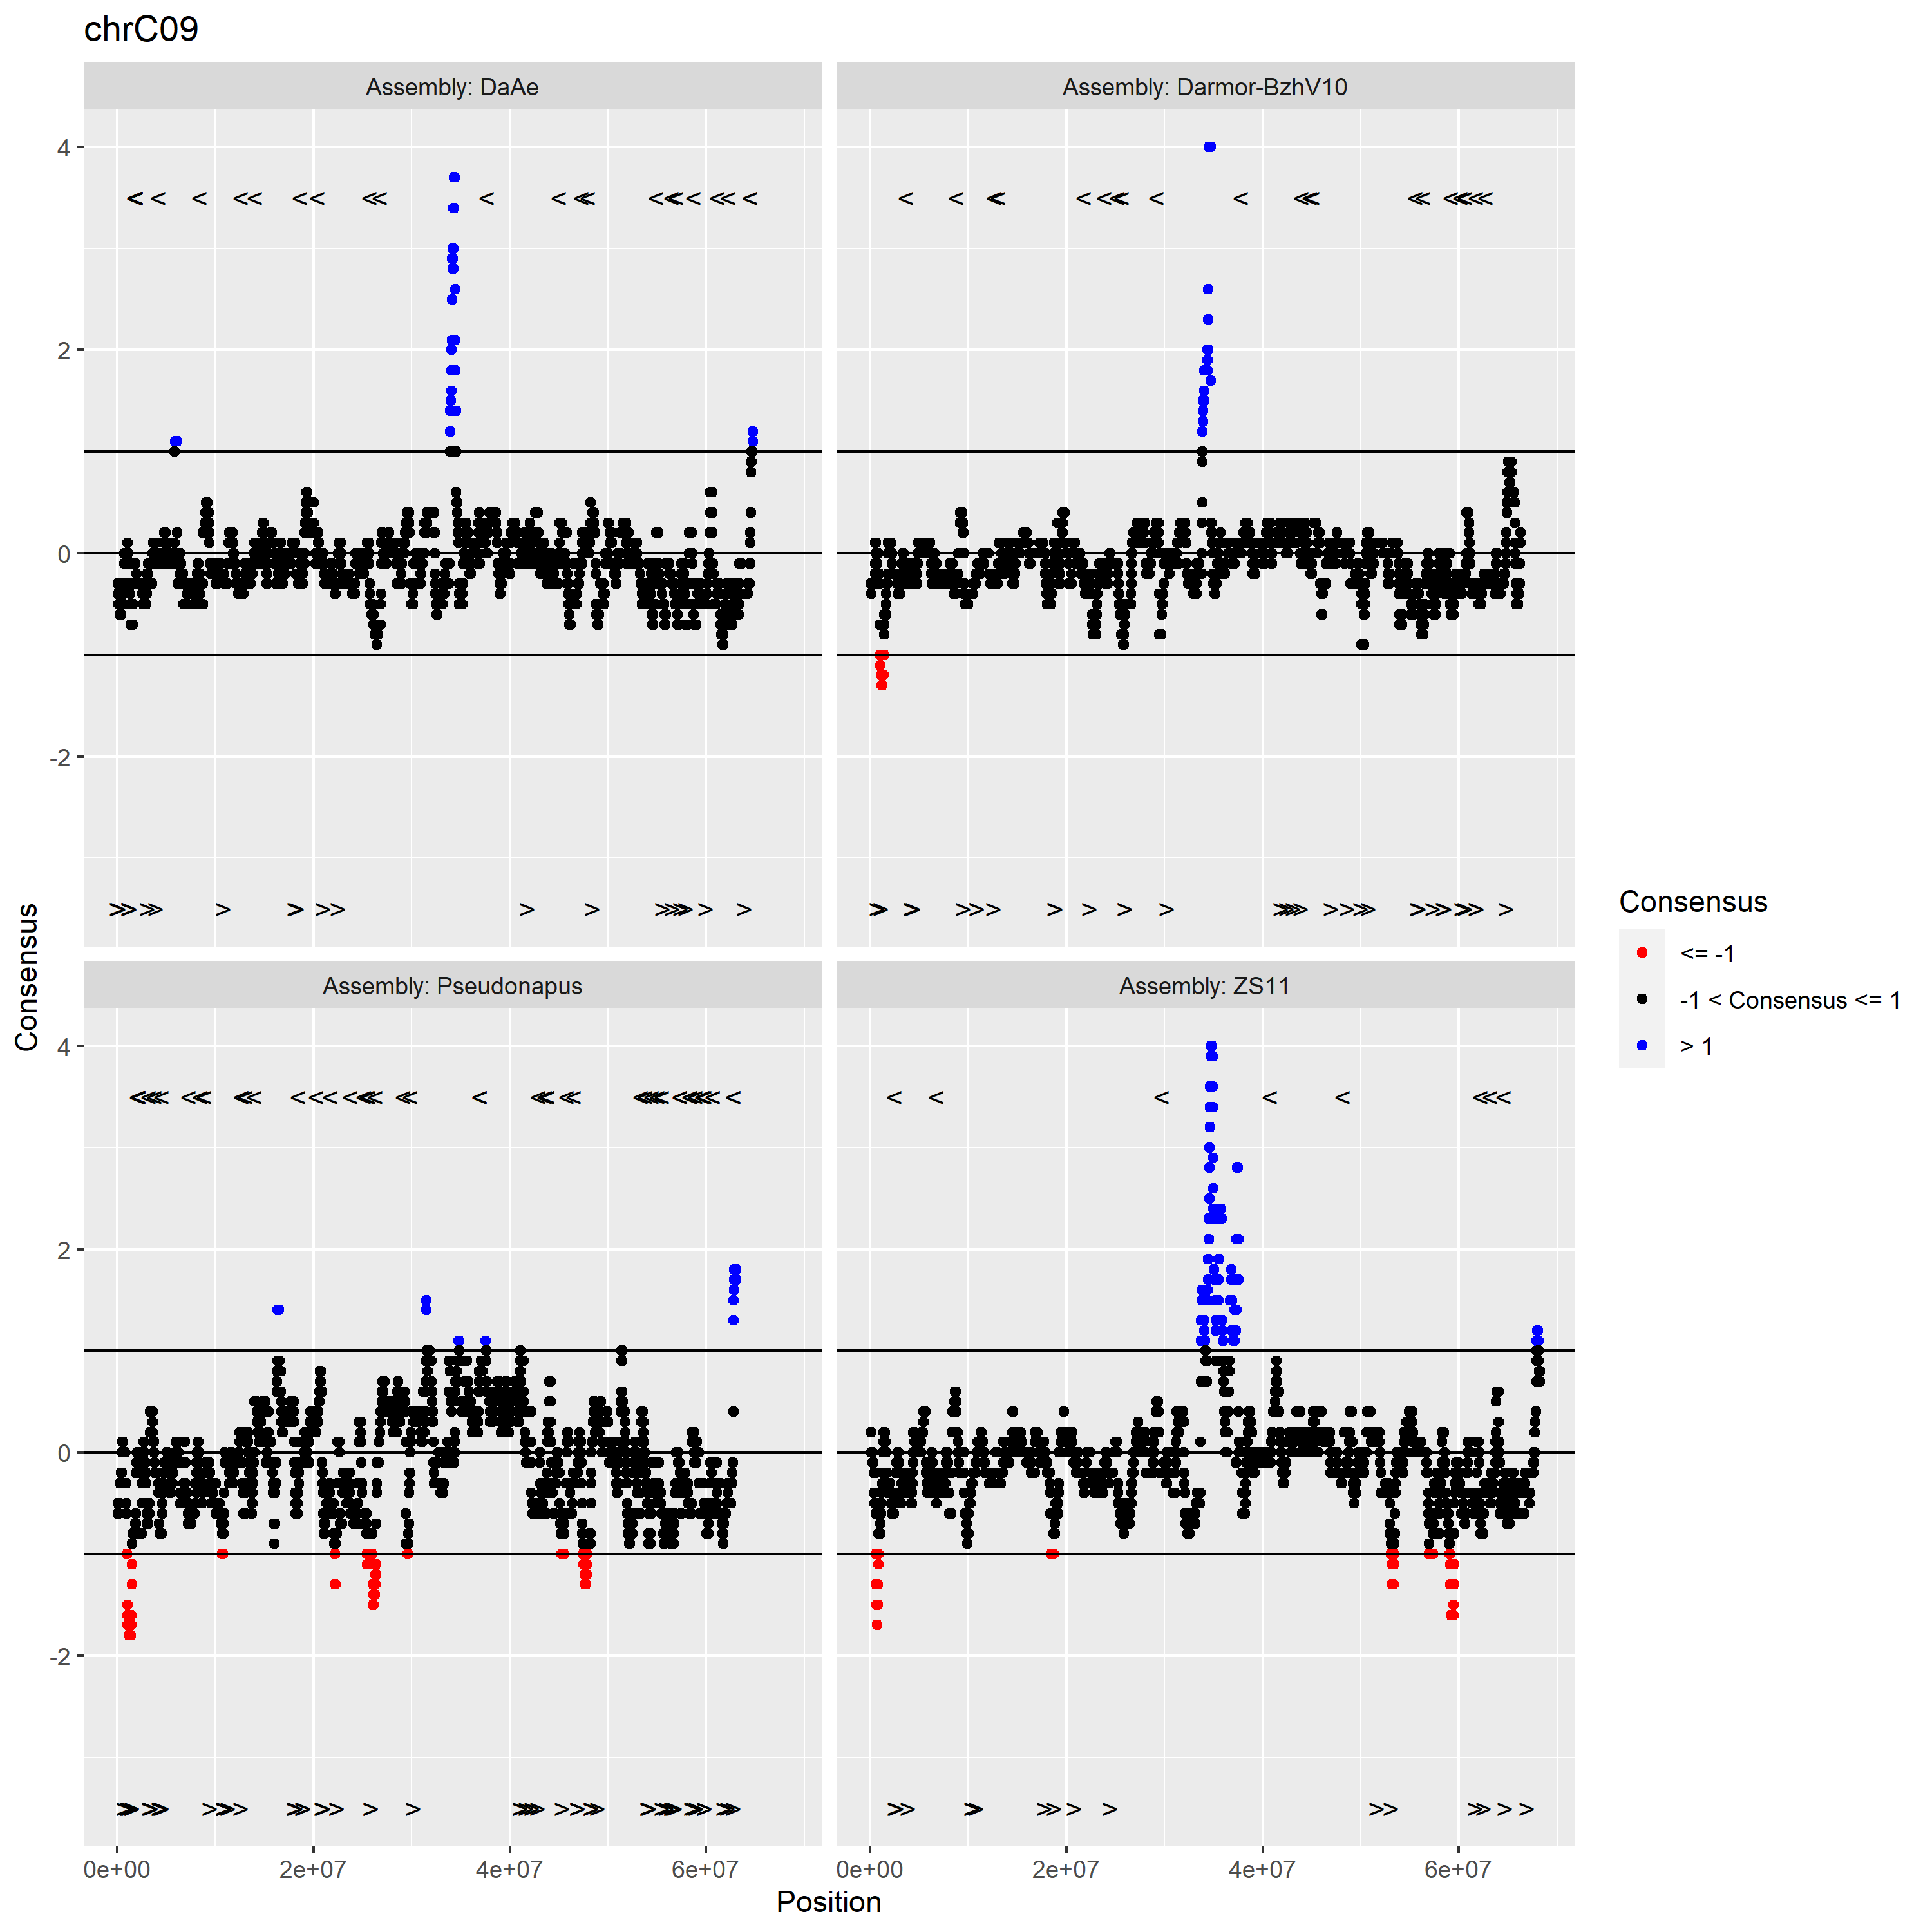 chrC09
Assembly: DaAe
Assembly: Darmor-BzhV10
4
2
0
-2
Assembly: Pseudonapus
Assembly: ZS11
4
2
0
-2
0e+00 2e+07 4e+07 6e+07
0e+00 2e+07 4e+07 6e+07
Position
Consensus
Consensus
<= -1
-1 < Consensus <= 1
> 1